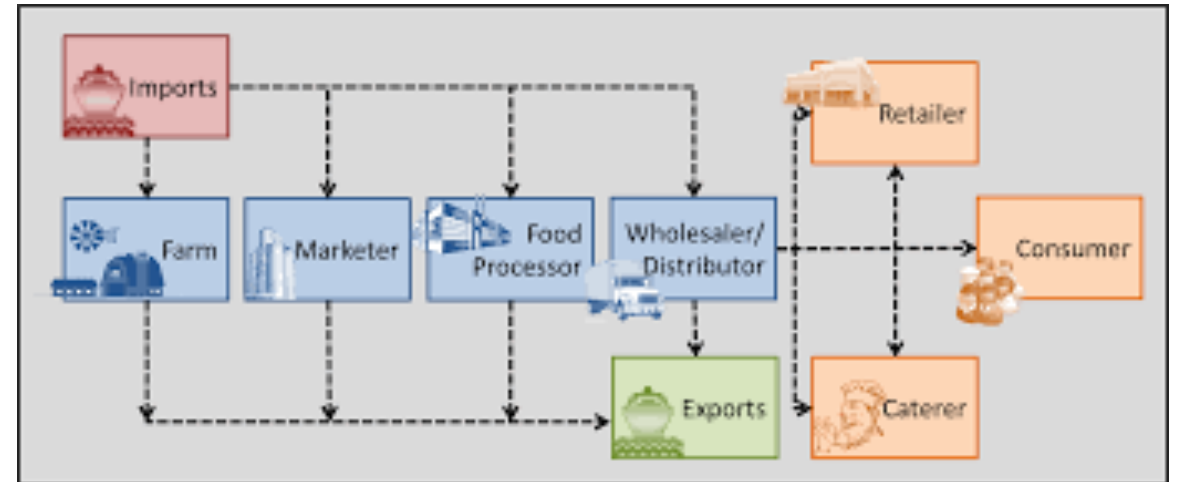 Imports
Retailer
Farm
Marketer
Food
Processor
Wholesaler/
Distributor
Consumer
Exports
Caterer